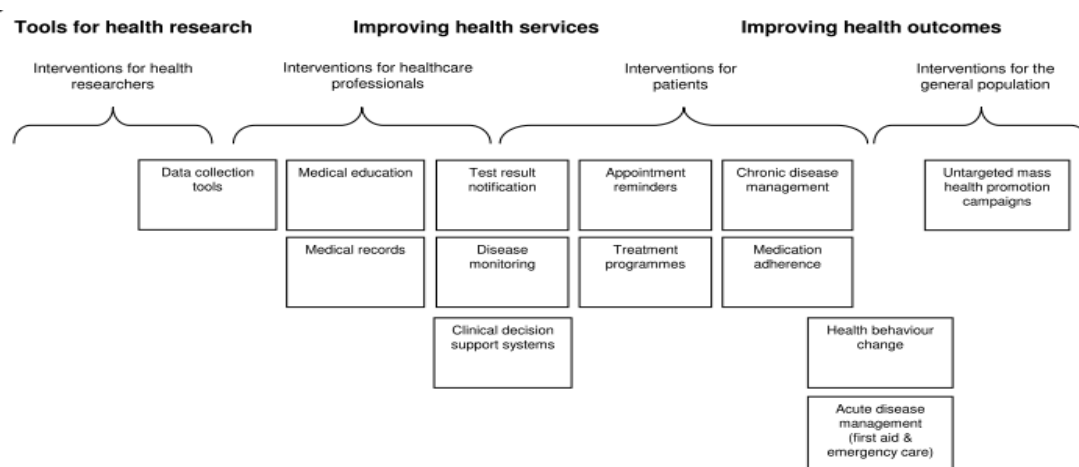 Tools for health research
Improving health services
Improving health outcomes
Interventions for health
researchers
Interventions for healthcare
professionals
Interventions for
patients
Interventions for the
general population
Data collection
tools
Medical education
Test result
notification
Appointment
reminders
Chronic disease
management
Untargeted mass
health promotion
campaigns
Medical records
Disease
monitoring
Treatment
programmes
Medication
adherence
Clinical decision
support systems
Health behaviour
change
Acute disease
management
(first aid &
emergency care)